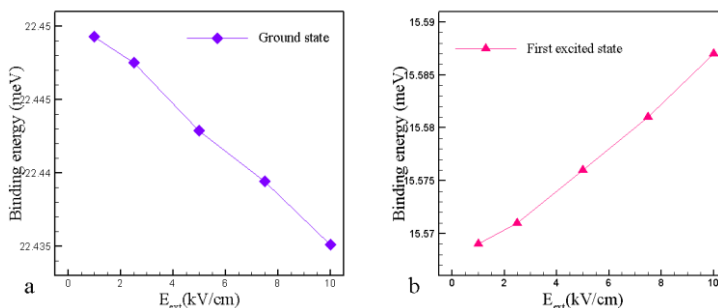 22.45
22.445
22.44
22.435
Binding energy (meV)
Ground state
0
2
4
6
8
10
E_ext(kV/cm)
a
15.59
15.585
15.58
15.575
15.57
Binding energy (meV)
First excited state
0
2
4
6
8
10
E_ext(kV/cm)
b